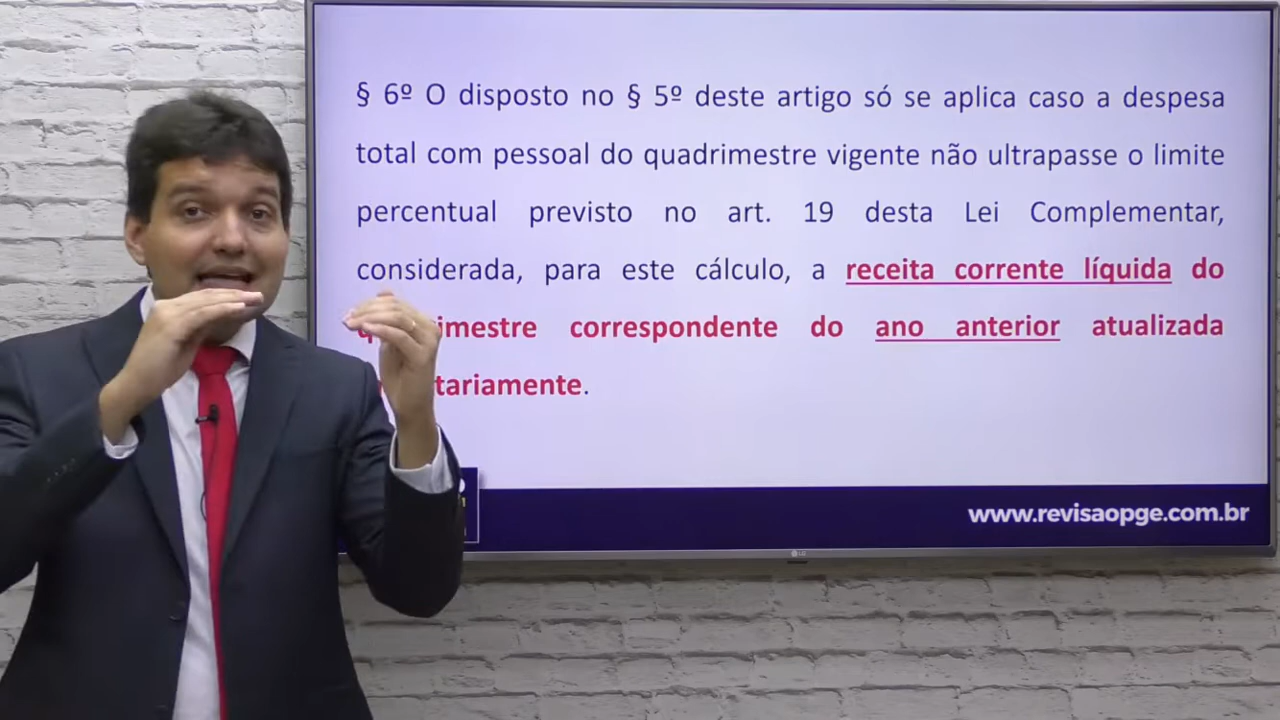 § 6º O disposto no § 5º deste artigo só se aplica caso a despesa
total com pessoal do quadrimestre vigente não ultrapasse o limite
percentual previsto no art. 19 desta Lei Complementar,
considerada, para este cálculo, a receita corrente líquida do
imestre correspondente do ano anterior atualizada
tariamente.
www.revisaopge.com.br
LG